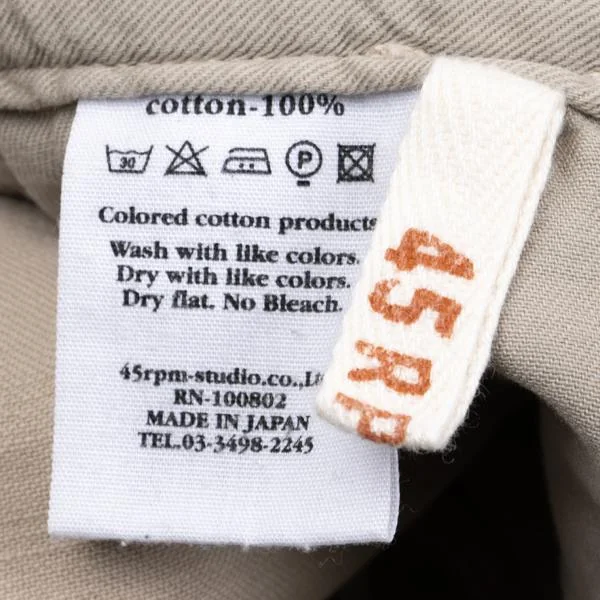 cotton-100%
30
P
Colored cotton products
Wash with like colors.
Dry with like colors.
Dry flat. No Bleach.
45rpm-studio.co.,Lt
RN-100802
MADE IN JAPAN
TEL.03-3498-2245
45RP